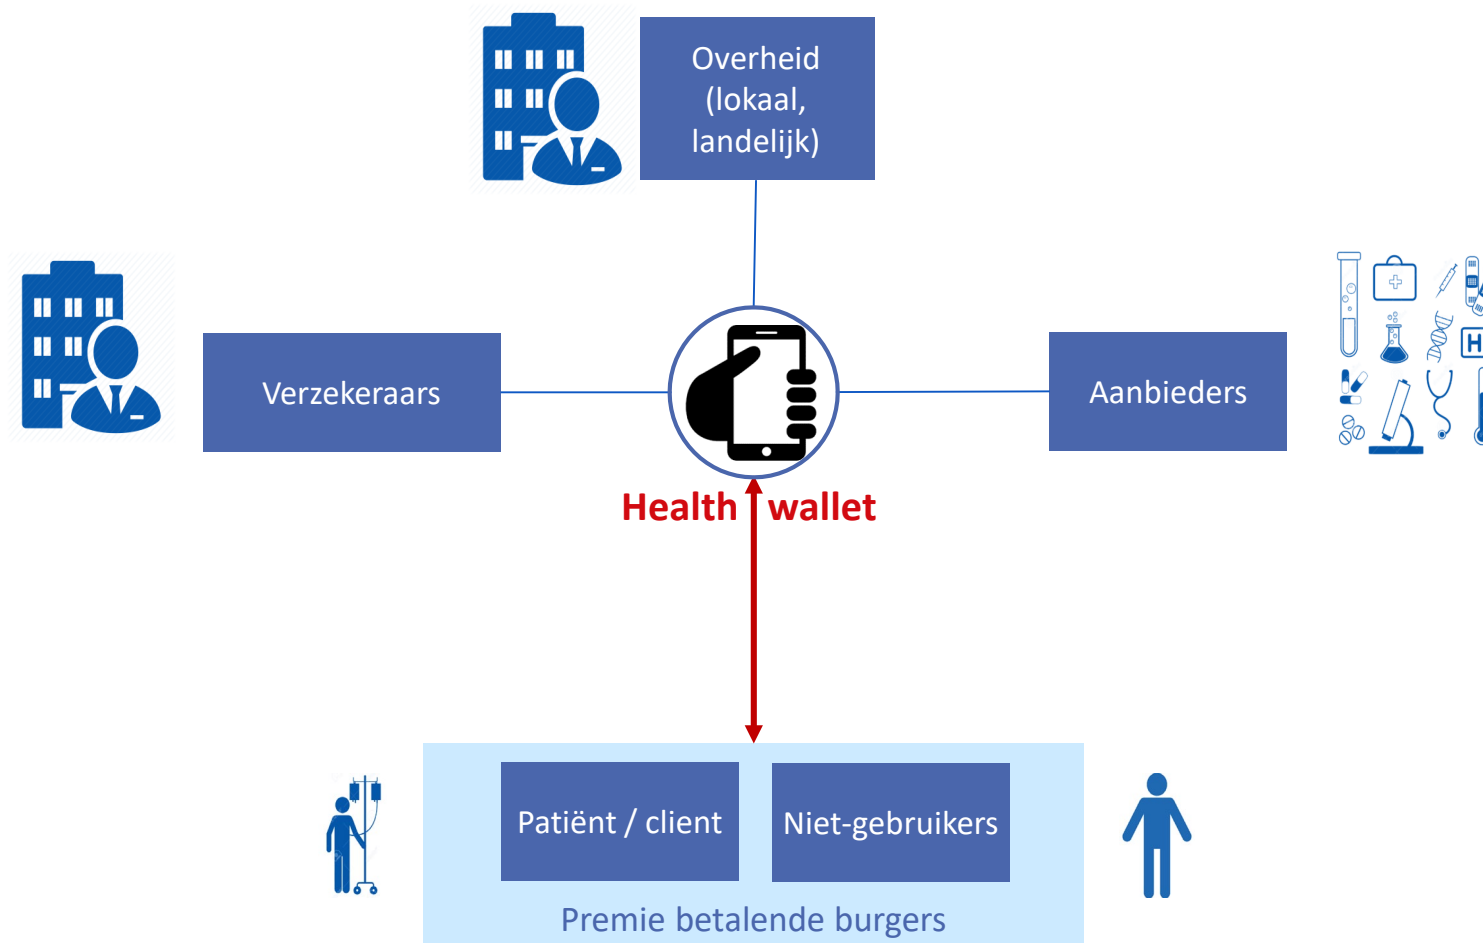 Overheid
(lokaal,
landelijk)
Verzekeraars
Aanbieders
H
Health wallet
Patiënt / client
Niet-gebruikers
Premie betalende burgers